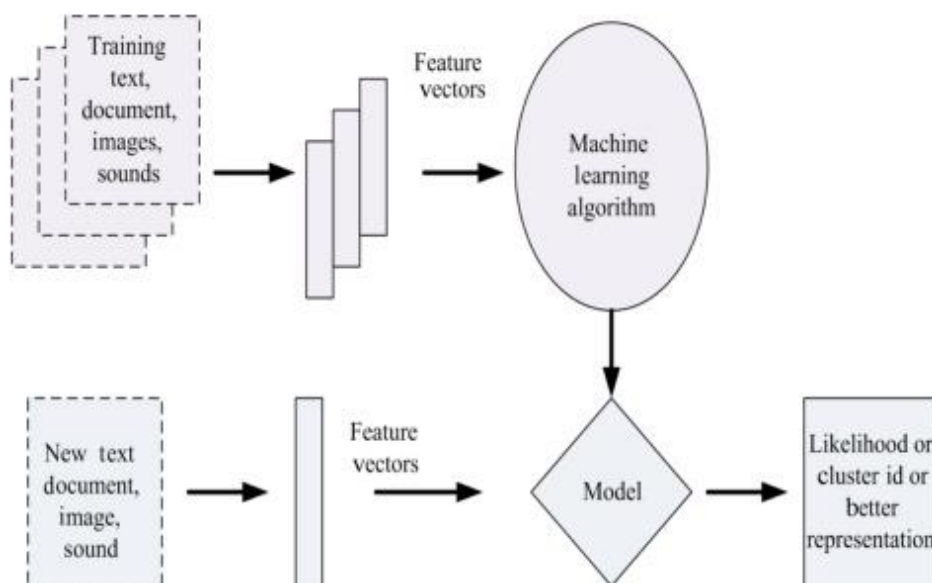 Training
text,
document,
images,
sounds
Feature
vectors
Machine
learning
algorithm
New text
document,
image,
sound
Feature
vectors
Model
Likelihood or
cluster id or
better
representation